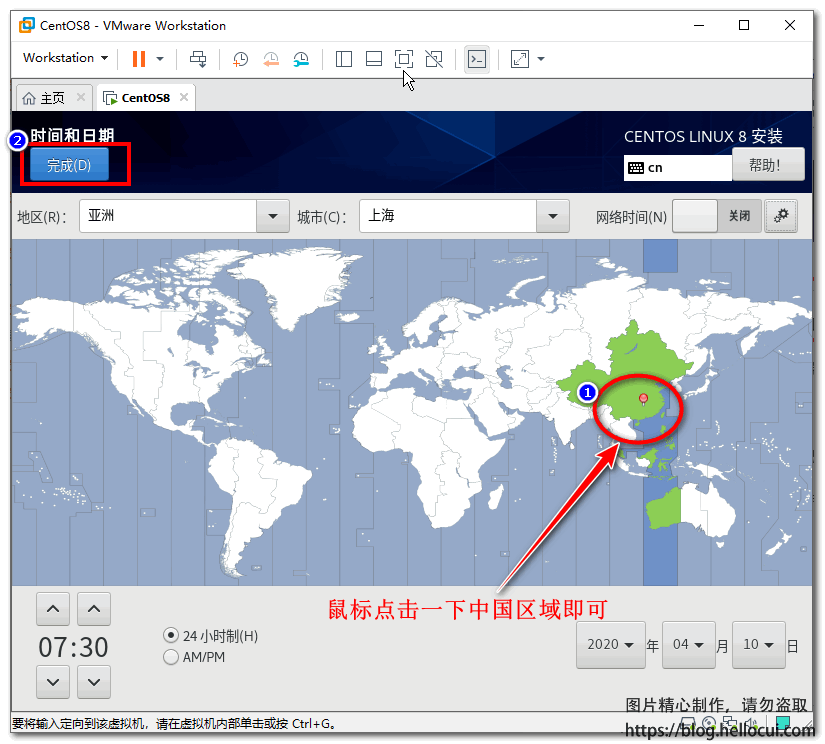 CentOS8 - VMware Workstation
Workstation
主页
CentOS8
2
时间和日期
CENTOS LINUX 8 安装
完成(D)
cn
帮助!
地区(R):
亚洲
城市(C):
上海
网络时间(N)
关闭
1
鼠标点击一下中国区域即可
07:30
24 小时制(H)
AM/PM
2020 年 04 月 10 日
图片精心制作，请勿盗取
要将输入定向到该虚拟机，请在虚拟机内部单击或按 Ctrl+G。
https://blog.hellocui.com